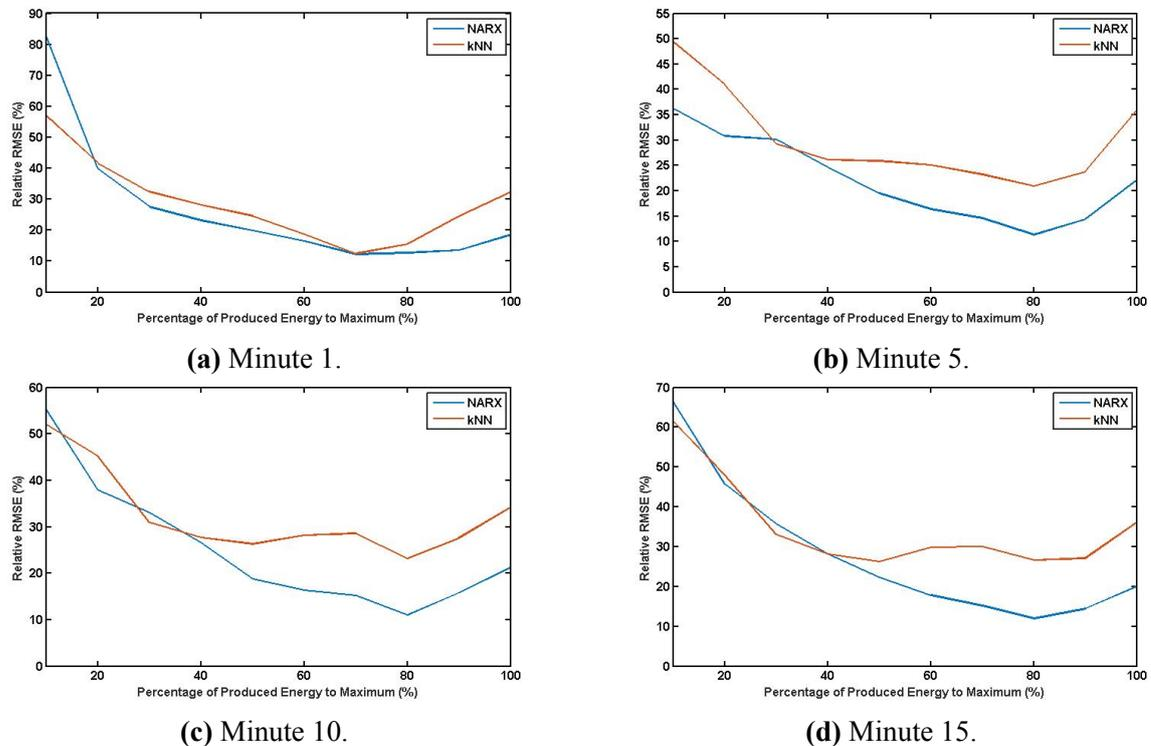 NARX
kNN
Relative RMSE (%)
90
80
70
60
50
40
30
20
10
0
20
40
60
80
100
Percentage of Produced Energy to Maximum (%)
(a) Minute 1.
NARX
kNN
Relative RMSE (%)
55
50
45
40
35
30
25
20
15
10
5
0
20
40
60
80
100
Percentage of Produced Energy to Maximum (%)
(b) Minute 5.
NARX
kNN
Relative RMSE (%)
60
50
40
30
20
10
0
20
40
60
80
100
Percentage of Produced Energy to Maximum (%)
(c) Minute 10.
NARX
kNN
Relative RMSE (%)
70
60
50
40
30
20
10
0
20
40
60
80
100
Percentage of Produced Energy to Maximum (%)
(d) Minute 15.